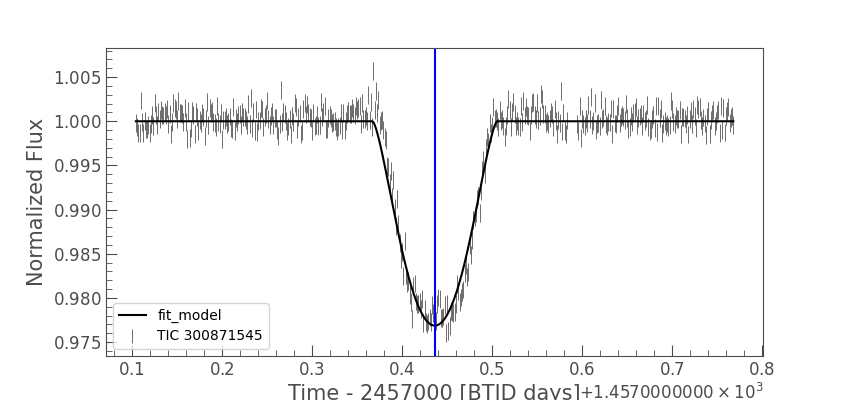 Normalized Flux
1.005
1.000
0.995
0.990
0.985
0.980
0.975
fit_model
TIC 300871545
0.1 0.2 0.3 0.4 0.5 0.6 0.7 0.8
Time - 2457000 [BTJD days]
+1.4570000000 × 10³